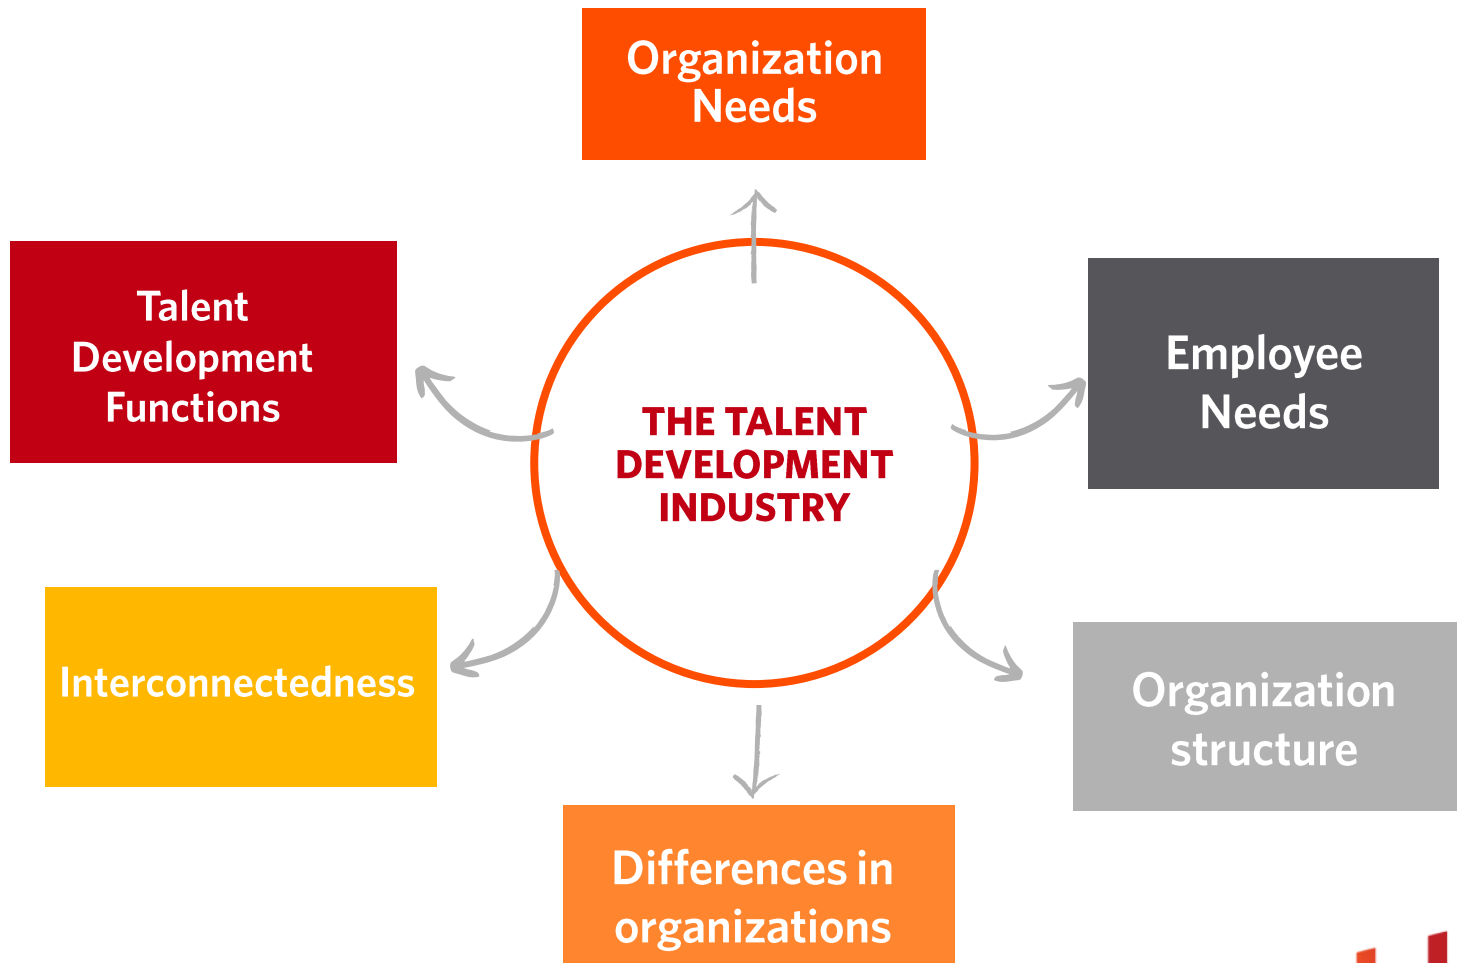 Organization
Needs
Talent
Development
Functions
Employee
Needs
THE TALENT
DEVELOPMENT
INDUSTRY
Interconnectedness
Organization
structure
Differences in
organizations